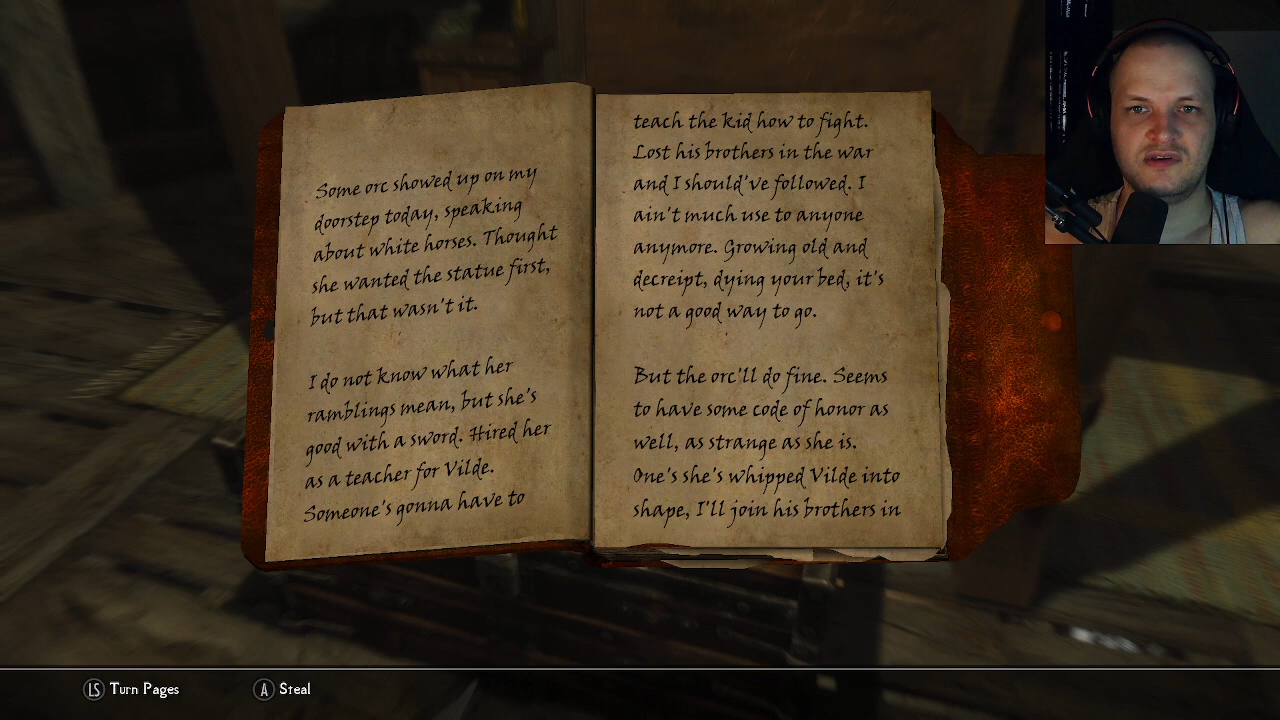 Some orc showed up on my
doorstep today, speaking
about white horses. Thought
she wanted the statue first,
but that wasn't it.
I do not know what her
ramblings mean, but she's
good with a sword. Hired her
as a teacher for Vilde.
Someone's gonna have to
teach the kid how to fight.
Lost his brothers in the war
and I should've followed. I
ain't much use to anyone
anymore. Growing old and
decreipt, dying your bed, it's
not a good way to go.
But the orc'll do fine. Seems
to have some code of honor as
well, as strange as she is.
One's she's whipped Vilde into
shape, I'll join his brothers in
LS Turn Pages
A Steal